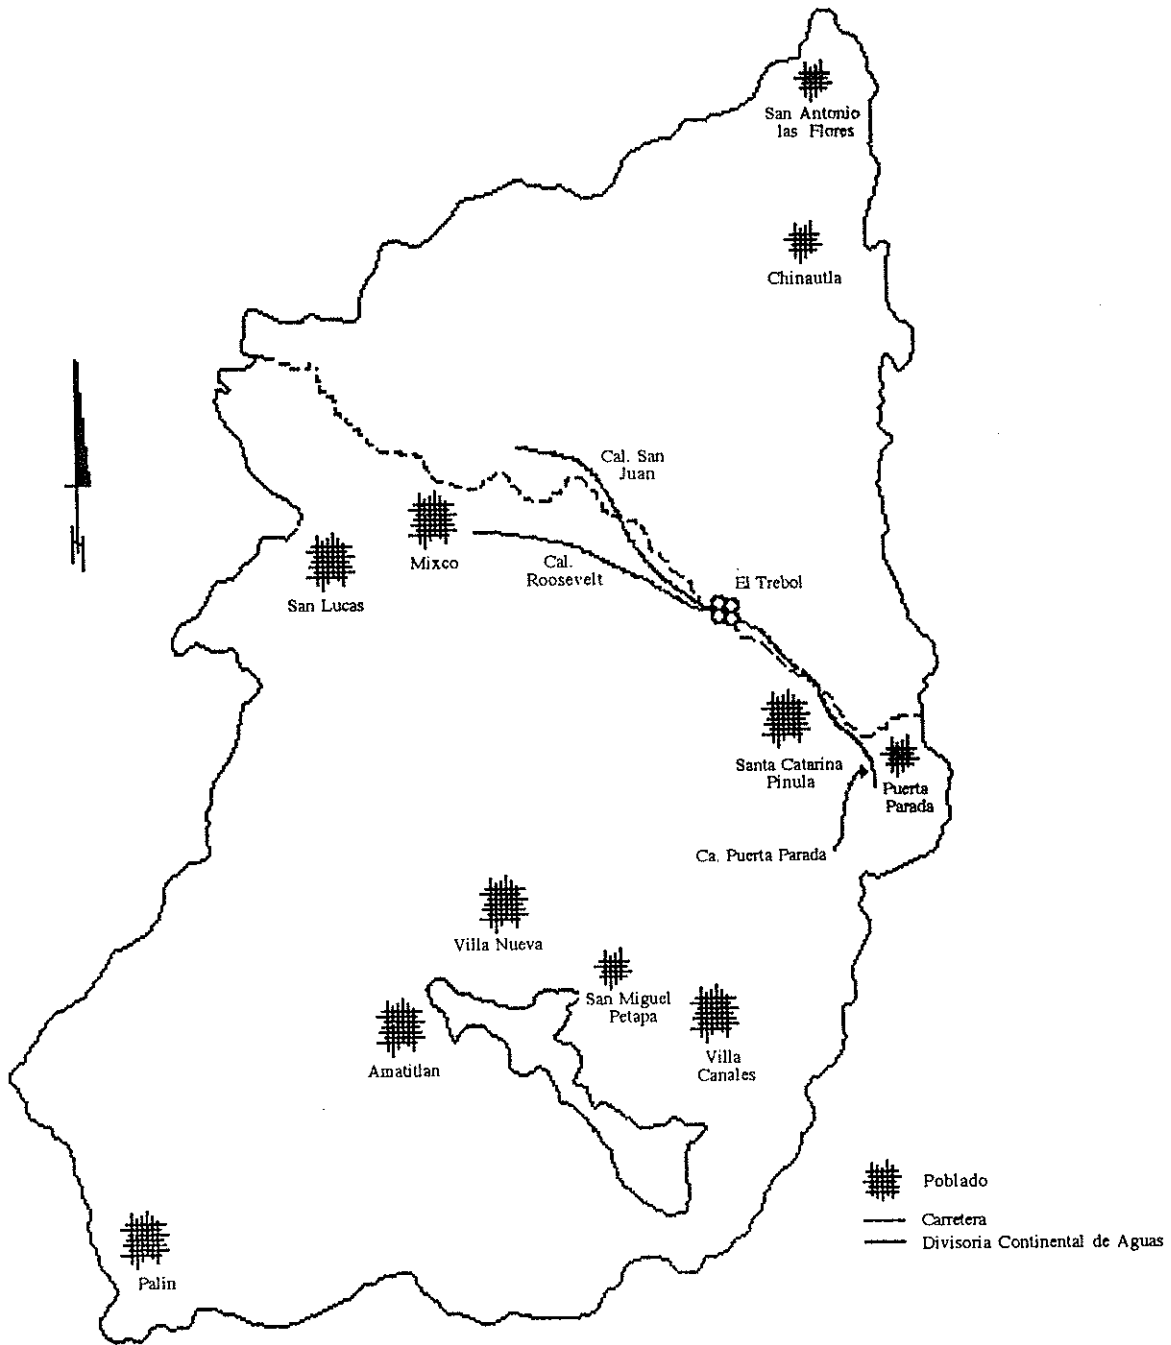 San Antonio
las Flores
Chinautla
Cal. San
Juan
Mixco
Cal.
Roosevelt
El Trebol
San Lucas
Santa Catarina
Pinula
Puerta
Parada
Ca. Puerta Parada
Villa Nueva
San Miguel
Petapa
Amatitlan
Villa
Canales
Poblado
Carretera
Divisoria Continental de Aguas
Palin